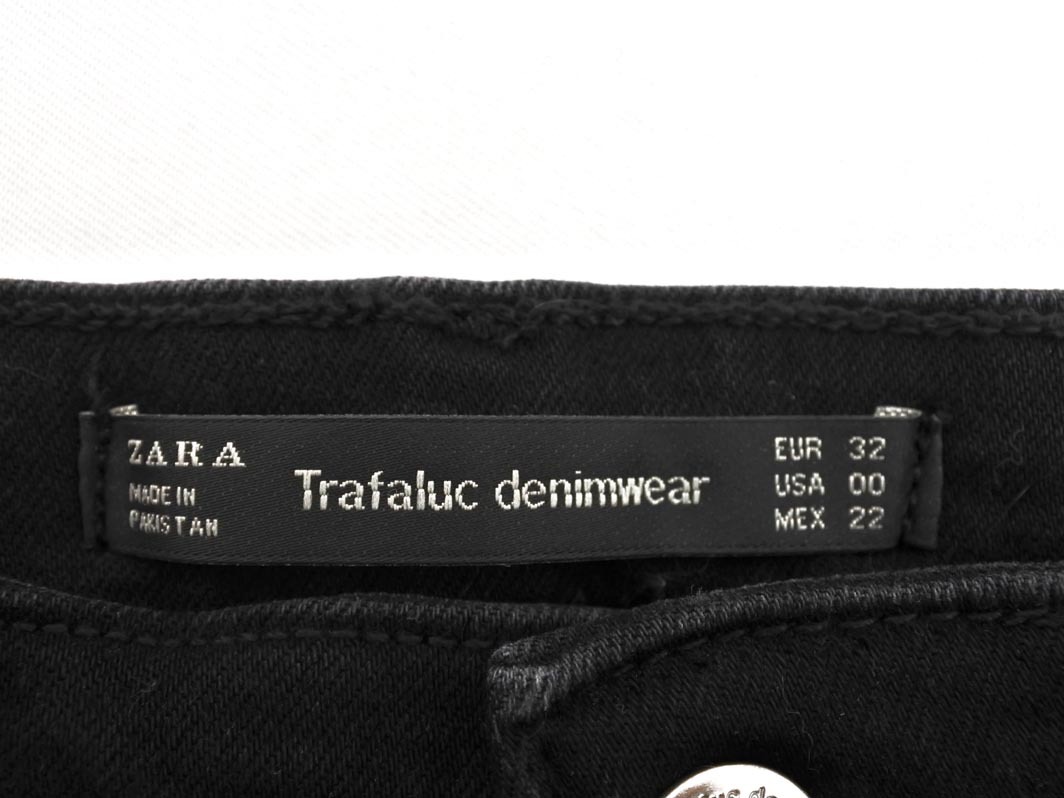 ZARA
MADE IN
PAKISTAN
Trafaluc denimwear
EUR 32
USA 00
MEX 22